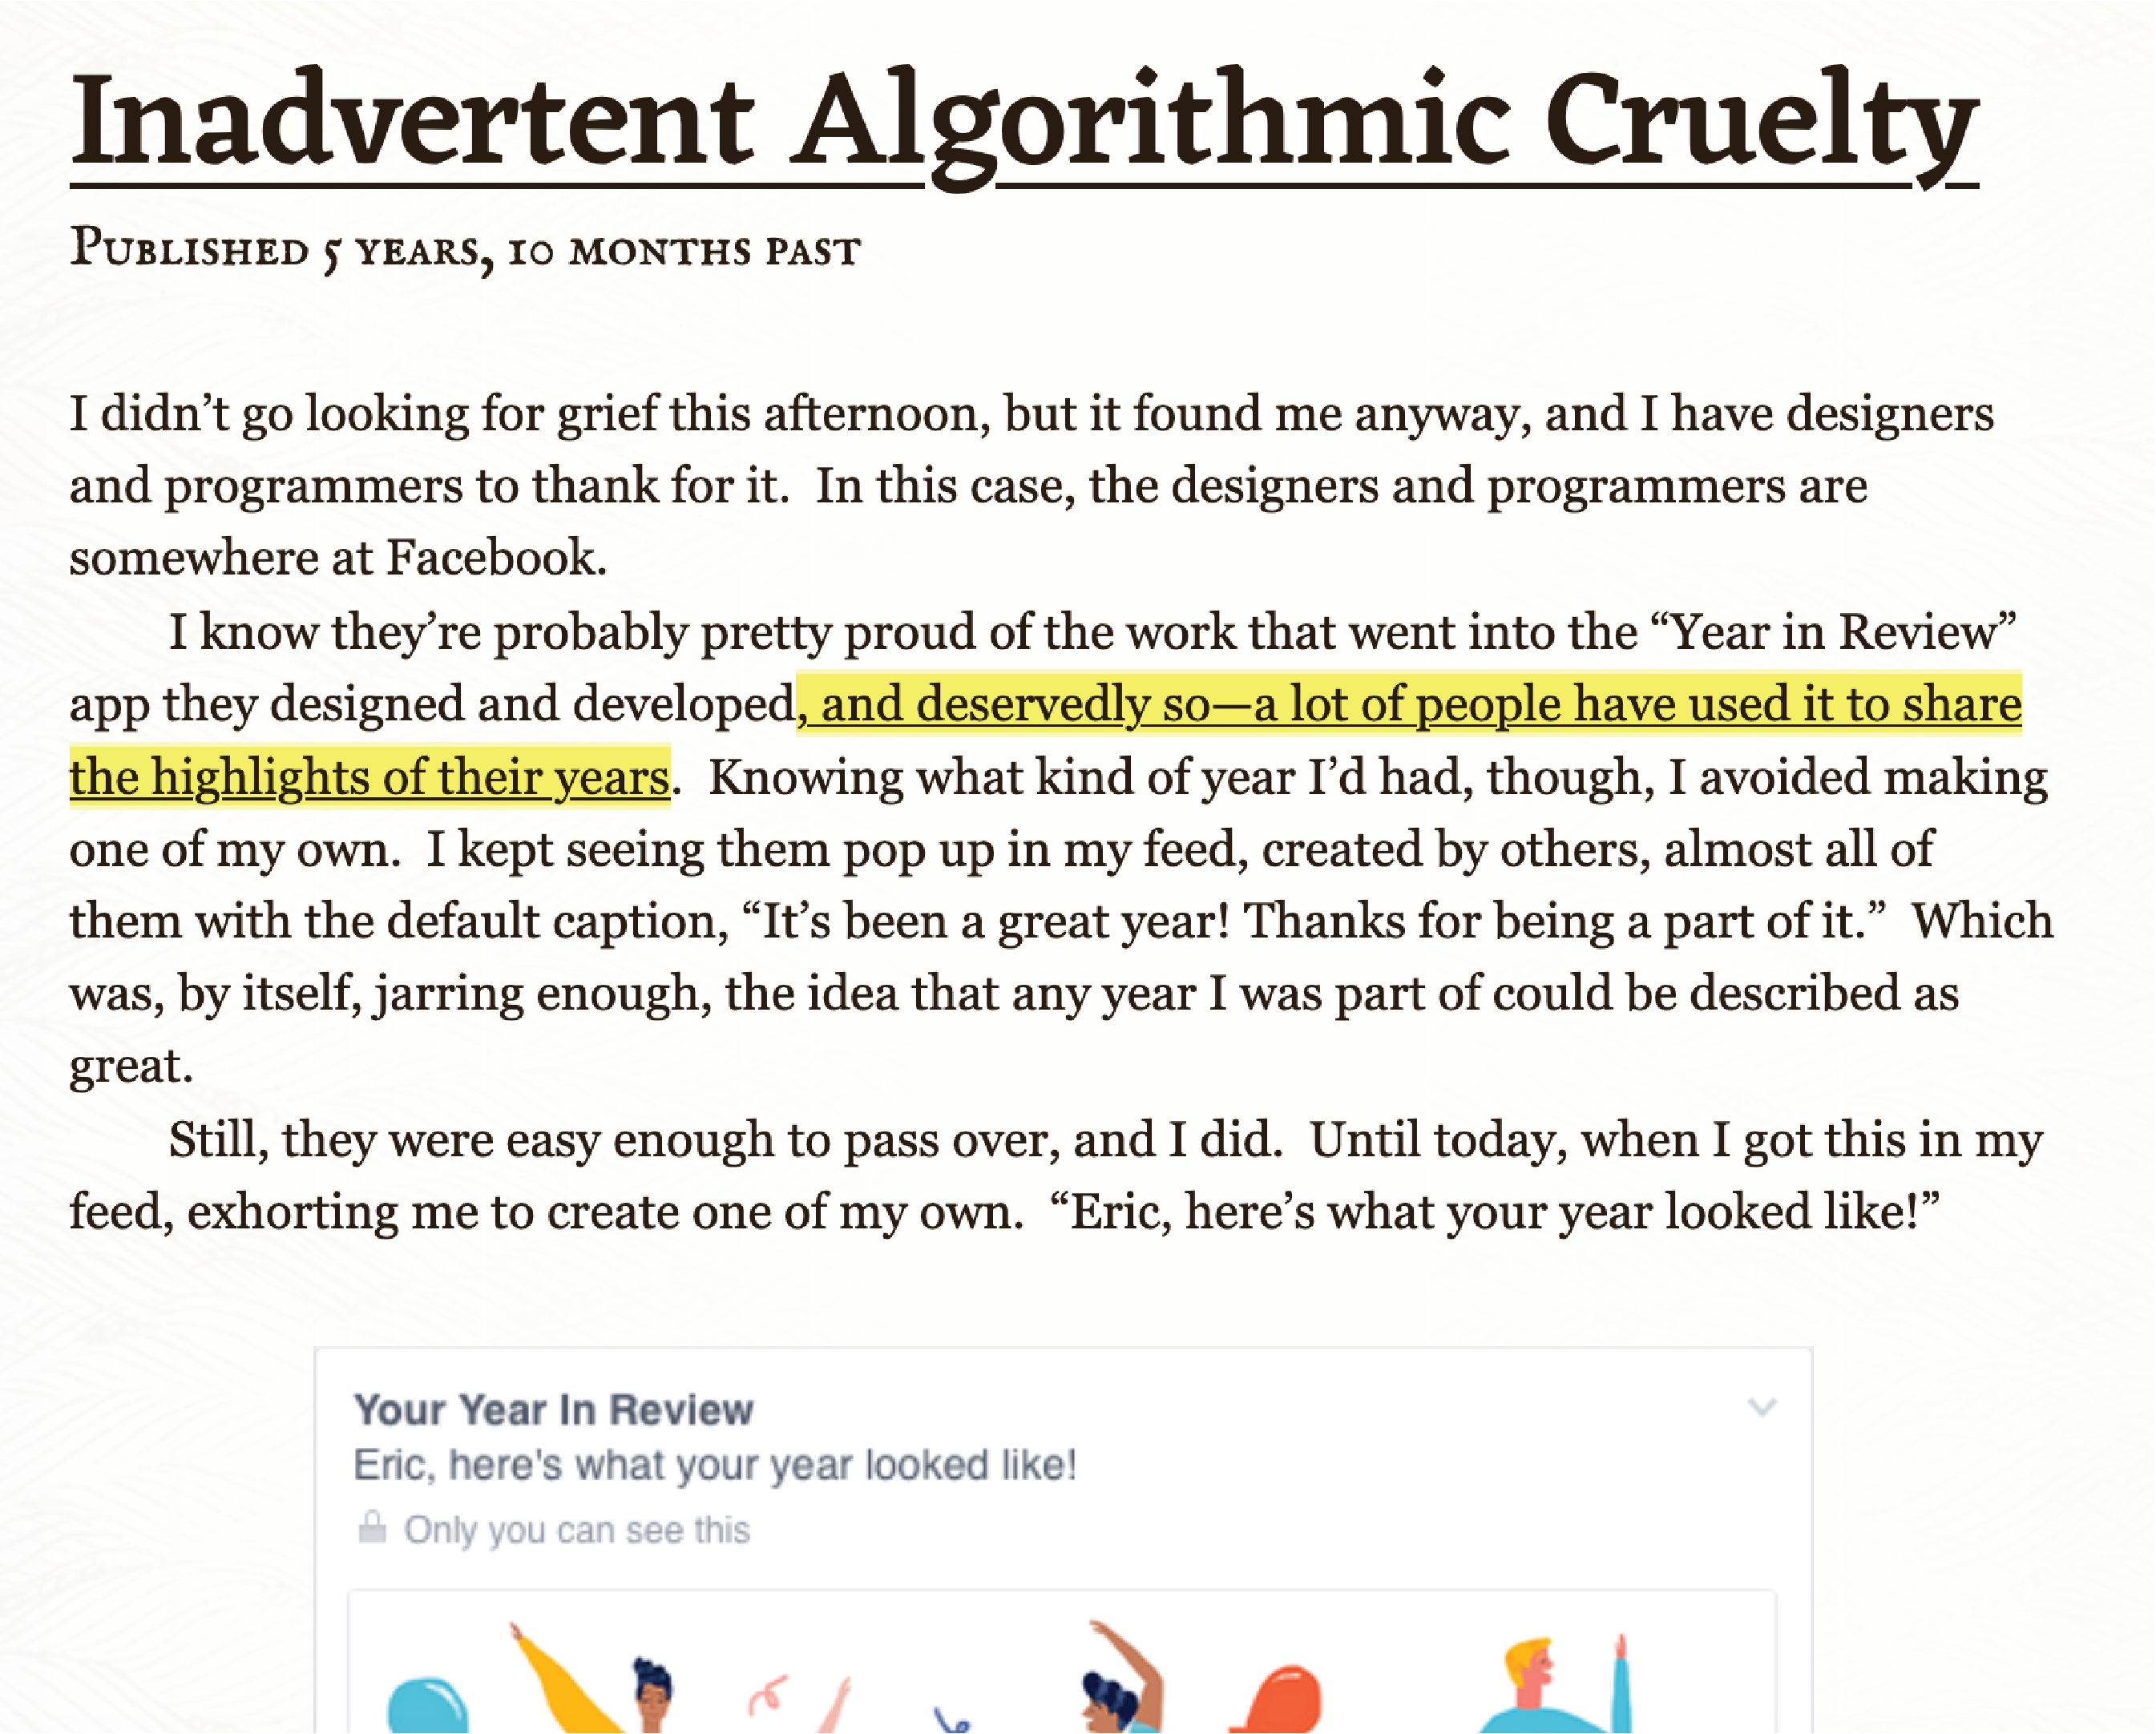 Inadvertent Algorithmic Cruelty
Published 5 years, 10 months past
I didn’t go looking for grief this afternoon, but it found me anyway, and I have designers
and programmers to thank for it.  In this case, the designers and programmers are
somewhere at Facebook.
I know they’re probably pretty proud of the work that went into the “Year in Review”
app they designed and developed, and deservedly so—a lot of people have used it to share
the highlights of their years.  Knowing what kind of year I’d had, though, I avoided making
one of my own.  I kept seeing them pop up in my feed, created by others, almost all of
them with the default caption, “It’s been a great year! Thanks for being a part of it.”  Which
was, by itself, jarring enough, the idea that any year I was part of could be described as
great.
Still, they were easy enough to pass over, and I did.  Until today, when I got this in my
feed, exhorting me to create one of my own.  “Eric, here’s what your year looked like!”
Your Year In Review
Eric, here's what your year looked like!
Only you can see this